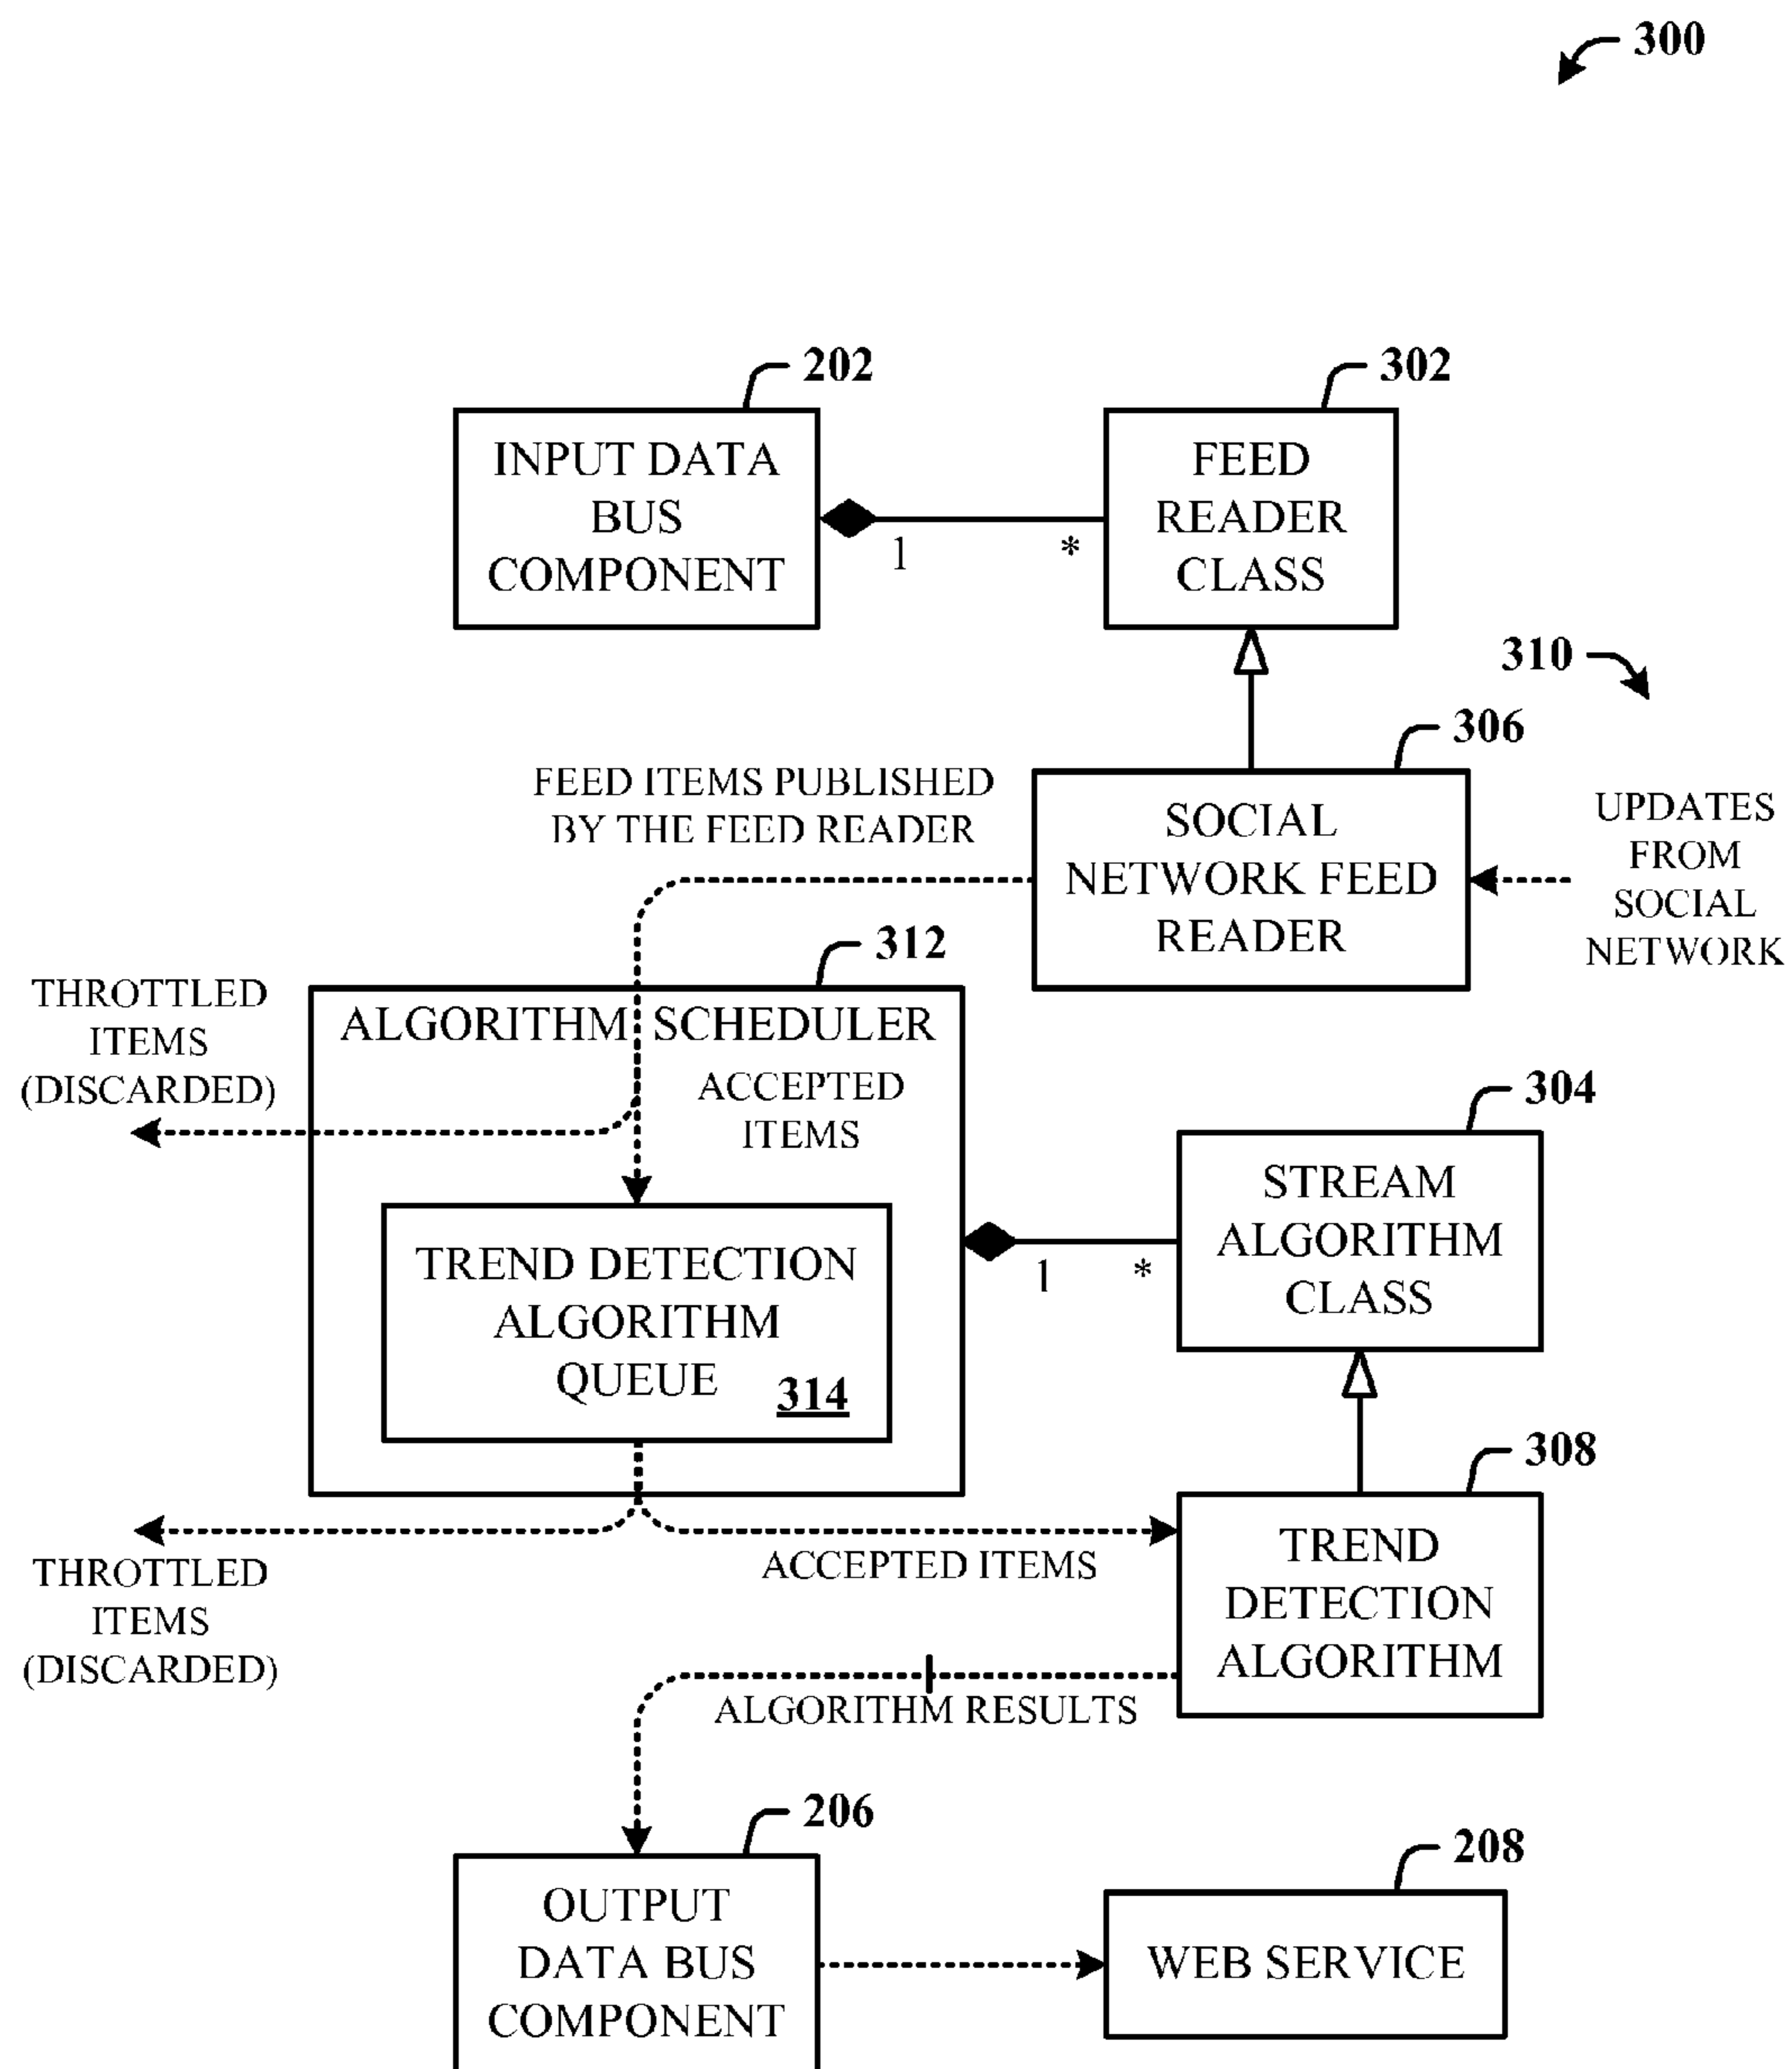 300
202
302
INPUT DATA
BUS
COMPONENT
1
*
FEED
READER
CLASS
310
306
FEED ITEMS PUBLISHED
BY THE FEED READER
SOCIAL
NETWORK FEED
READER
UPDATES
FROM
SOCIAL
NETWORK
312
THROTTLED
ITEMS
(DISCARDED)
ALGORITHM SCHEDULER
ACCEPTED
ITEMS
304
STREAM
ALGORITHM
CLASS
1
*
TREND DETECTION
ALGORITHM
QUEUE
314
308
THROTTLED
ITEMS
(DISCARDED)
ACCEPTED ITEMS
TREND
DETECTION
ALGORITHM
ALGORITHM RESULTS
206
208
OUTPUT
DATA BUS
COMPONENT
WEB SERVICE